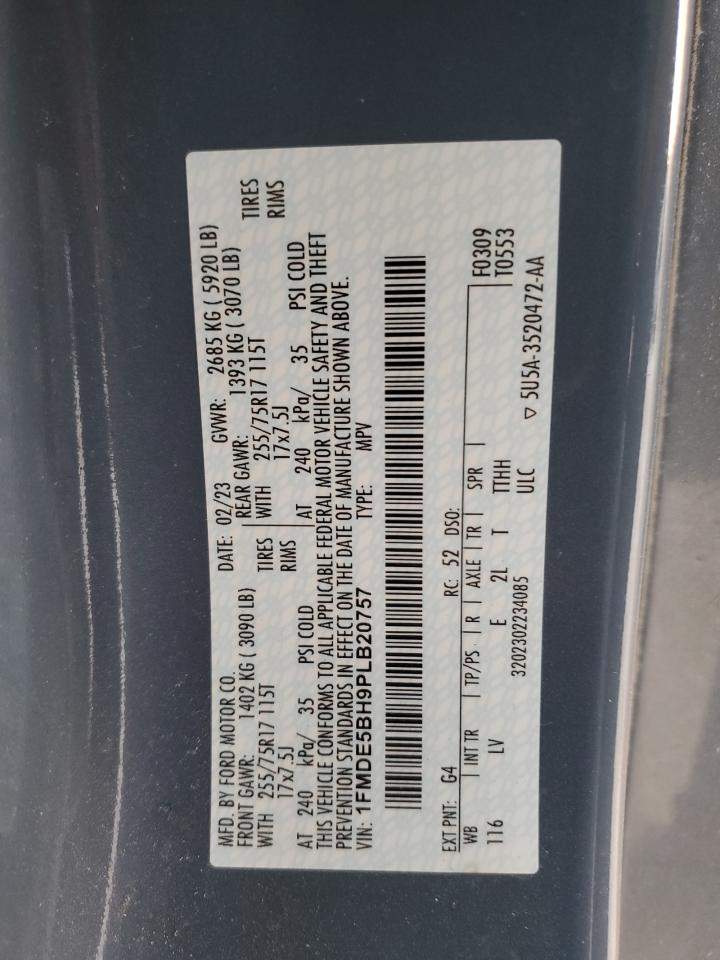 MFD. BY FORD MOTOR CO. DATE: 02/23 GVWR: 2685 KG ( 5920 LB)
FRONT GAWR: 1402 KG ( 3090 LB) REAR GAWR: 1393 KG ( 3070 LB)
WITH 255/75R17 115T TIRES WITH 255/75R17 115T TIRES
17x7.5J RIMS 17x7.5J RIMS
AT 240 kPa/ 35 PSI COLD AT 240 kPa/ 35 PSI COLD
THIS VEHICLE CONFORMS TO ALL APPLICABLE FEDERAL MOTOR VEHICLE SAFETY AND THEFT
PREVENTION STANDARDS IN EFFECT ON THE DATE OF MANUFACTURE SHOWN ABOVE.
VIN: 1FMDE5BH9PLB20757 TYPE: MPV
EXT PNT: G4 RC: 52 DSO:
WB INT TR TP/PS R AXLE TR SPR F0309
116 LV E 2L T TTHH T0553
3202302234085 ULC
▽ 5U5A-3520472-AA